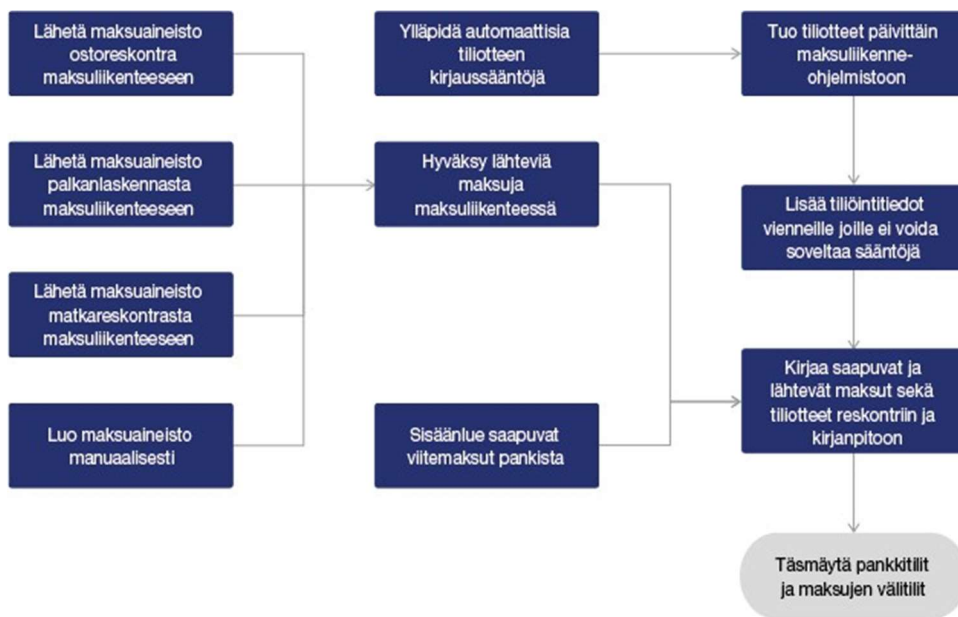 Lähetä maksuaineisto
ostoreskontra
maksuliikenteeseen
Lähetä maksuaineisto
palkanlaskennasta
maksuliikenteeseen
Lähetä maksuaineisto
matkareskontrasta
maksuliikenteeseen
Luo maksuaineisto
manuaalisesti
Ylläpidä automaattisia
tiliotteen
kirjaussääntöjä
Hyväksy lähteviä
maksuja
maksuliikenteessä
Sisäänlue saapuvat
viitemaksut pankista
Tuo tiliotteet päivittäin
maksuliikenne-
ohjelmistoon
Lisää tiliöintitiedot
vienneille joille ei voida
soveltaa sääntöjä
Kirjaa saapuvat ja
lähtevät maksut sekä
tiliotteet reskontriin ja
kirjanpitoon
Täsmäytä pankkitilit
ja maksujen välitilit